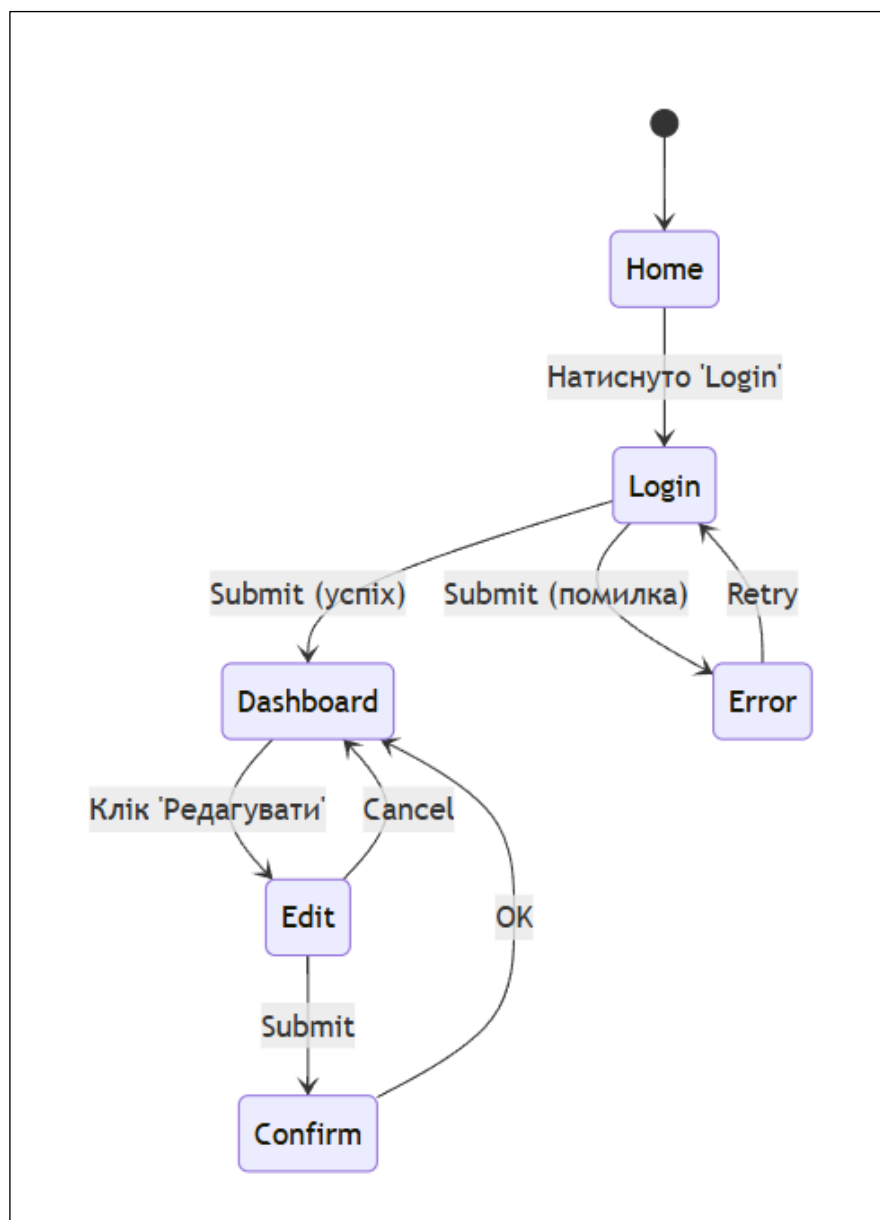 Home
Натиснуто 'Login'
Login
Submit (успіх)
Submit (помилка)
Retry
Dashboard
Error
Клік 'Редагувати'
Cancel
Edit
OK
Submit
Confirm